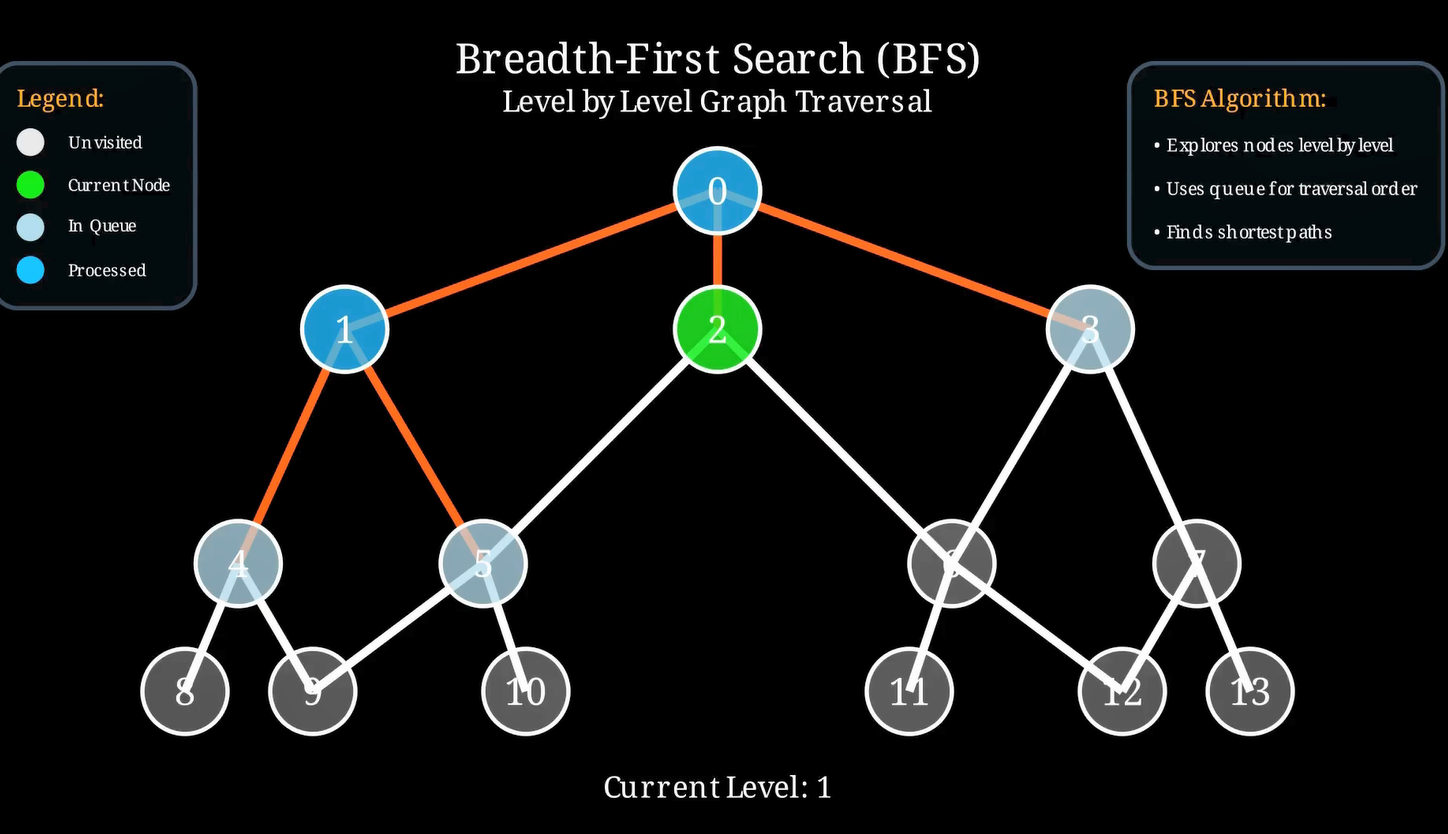 Breadth-First Search (BFS)
Level by Level Graph Traversal
Legend:
Unvisited
Current Node
In Queue
Processed
BFS Algorithm:
• Explores nodes level by level
• Uses queue for traversal order
• Finds shortest paths
0
1
2
3
4
5
6
7
8
9
10
11
12
13
Current Level: 1